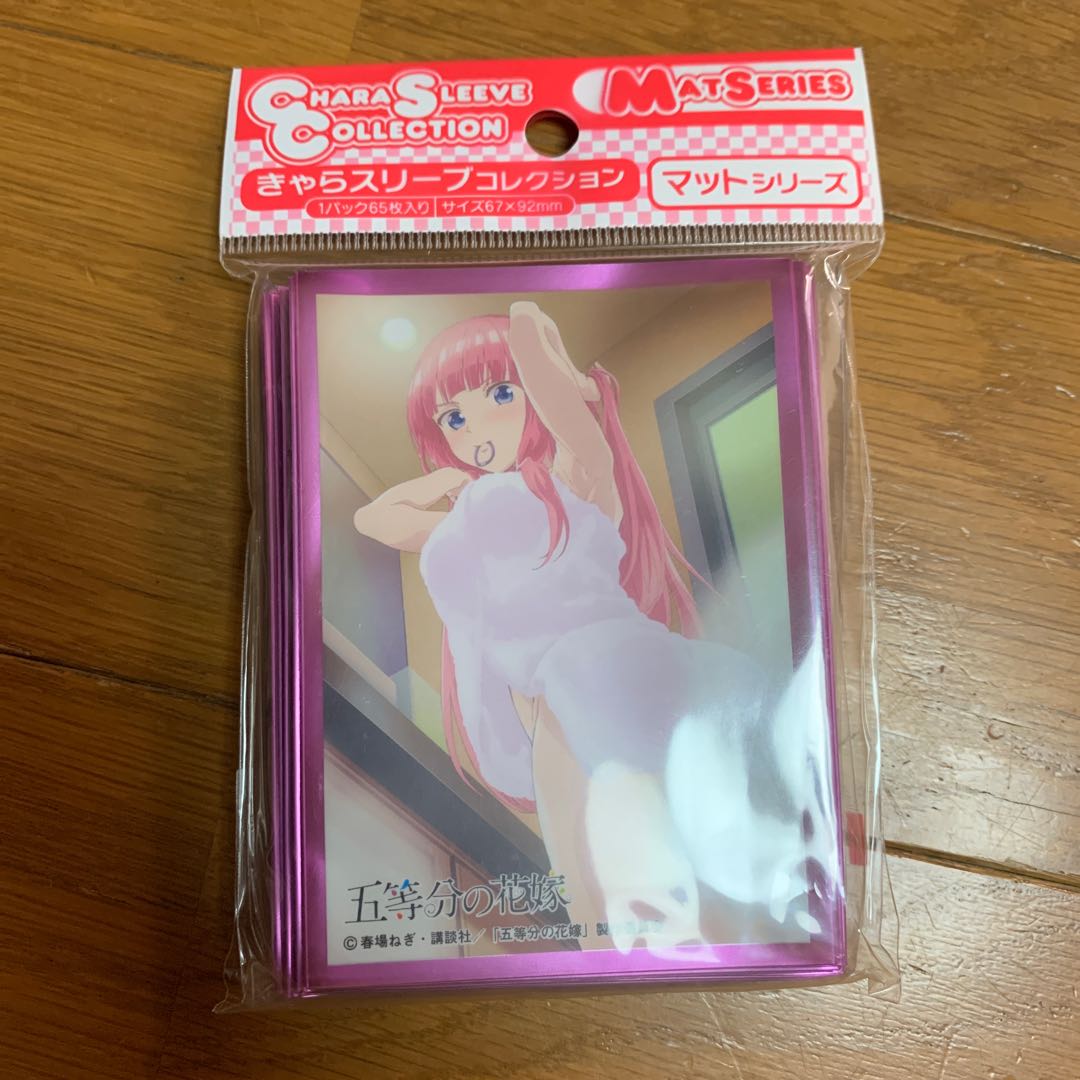 CHARA SLEEVE
COLLECTION
MAT SERIES
きゃらスリーブコレクション
マットシリーズ
1パック65枚入り | サイズ67×92mm
五等分の花嫁
©春場ねぎ・講談社/「五等分の花嫁」製